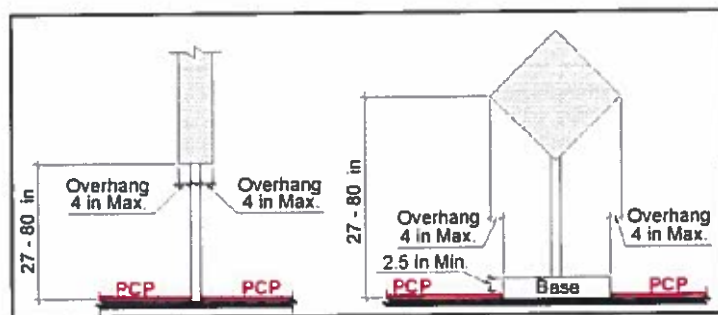 27 - 80 in
Overhang
4 in Max.
Overhang
4 in Max.
PCP
PCP
27 - 80 in
Overhang
4 in Max.
Overhang
4 in Max.
2.5 in Min.
Base
PCP
PCP